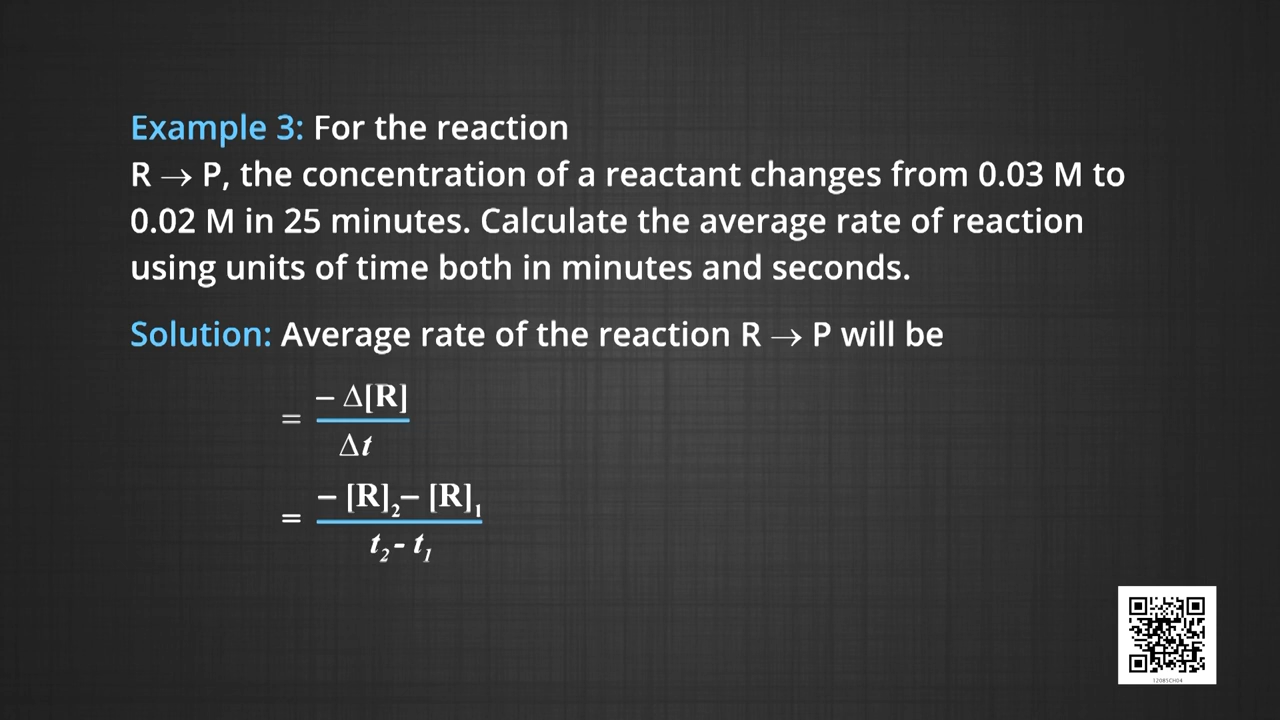 Example 3: For the reaction
R → P, the concentration of a reactant changes from 0.03 M to
0.02 M in 25 minutes. Calculate the average rate of reaction
using units of time both in minutes and seconds.
Solution: Average rate of the reaction R → P will be
= – Δ[R]
Δt
= – [R]₂– [R]₁
t₂- t₁
12085CH04